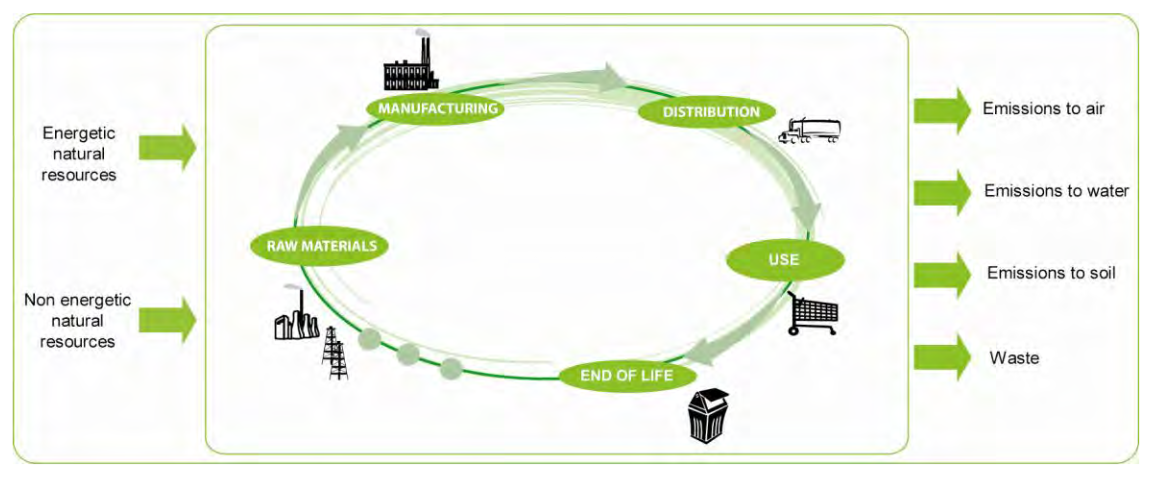 Energetic
natural
resources
Non energetic
natural
resources
MANUFACTURING
DISTRIBUTION
RAW MATERIALS
USE
END OF LIFE
Emissions to air
Emissions to water
Emissions to soil
Waste